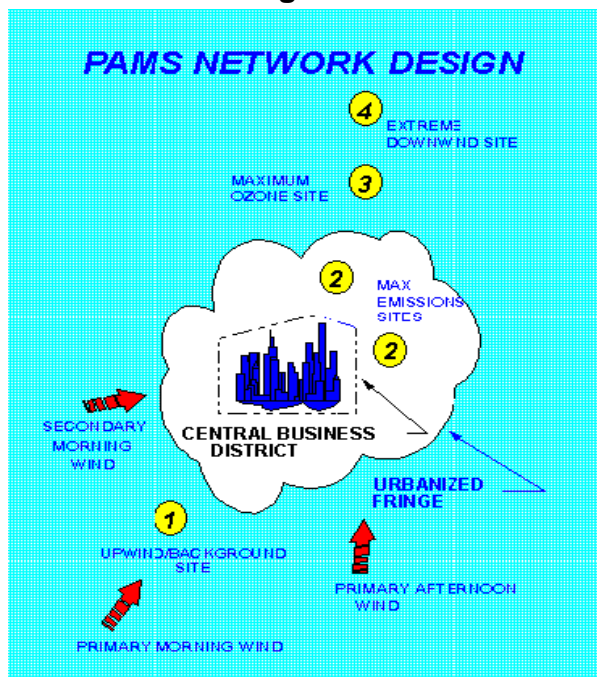 PAMS NETWORK DESIGN
4
EXTREME
DOWNWIND SITE
MAXIMUM
OZONE SITE
3
2
MAX
EMISSIONS
SITES
2
SECONDARY
MORNING
WIND
CENTRAL BUSINESS
DISTRICT
URBANIZED
FRINGE
1
UPWIND/BACKGROUND
SITE
PRIMARY AFTERNOON
WIND
PRIMARY MORNING WIND